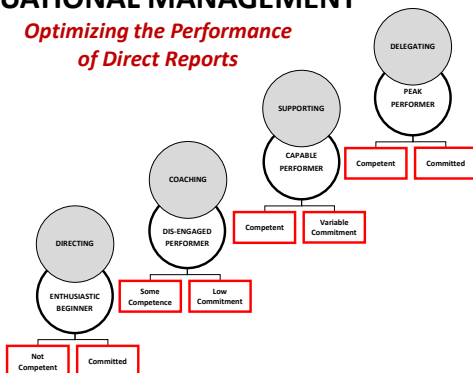 UATIONAL MANAGEMENT
Optimizing the Performance
of Direct Reports
DELEGATING
PEAK
PERFORMER
Competent
Committed
SUPPORTING
CAPABLE
PERFORMER
Competent
Variable
Commitment
COACHING
DIS-ENGAGED
PERFORMER
Some
Competence
Low
Commitment
DIRECTING
ENTHUSIASTIC
BEGINNER
Not
Competent
Committed